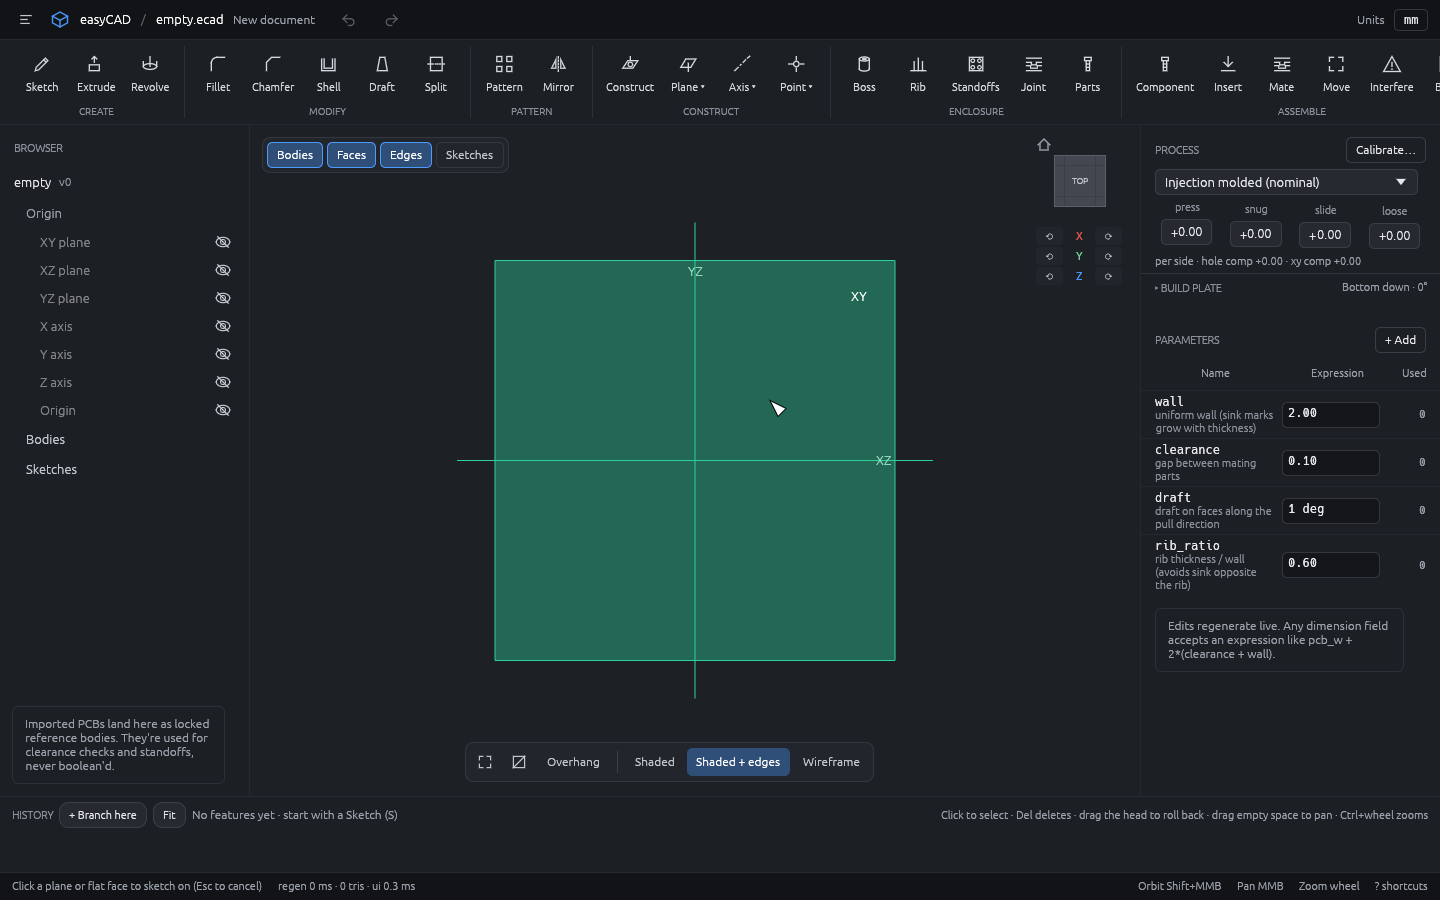 easyCAD / empty.ecad New document
Units mm
Sketch Extrude Revolve
CREATE
Fillet Chamfer Shell Draft Split
MODIFY
Pattern Mirror
PATTERN
Construct Plane Axis Point
CONSTRUCT
Boss Rib Standoffs Joint Parts
ENCLOSURE
Component Insert Mate Move Interfere
ASSEMBLE
BROWSER
empty v0
Origin
XY plane
XZ plane
YZ plane
X axis
Y axis
Z axis
Origin
Bodies
Sketches
Imported PCBs land here as locked
reference bodies. They're used for
clearance checks and standoffs,
never boolean'd.
Bodies Faces Edges Sketches
TOP
X
Y
Z
YZ
XY
XZ
Overhang Shaded Shaded + edges Wireframe
PROCESS Calibrate...
Injection molded (nominal)
press snug slide loose
+0.00 +0.00 +0.00 +0.00
per side · hole comp +0.00 · xy comp +0.00
BUILD PLATE Bottom down · 0°
PARAMETERS + Add
Name Expression Used
wall
uniform wall (sink marks
grow with thickness)
2.00 0
clearance
gap between mating
parts
0.10 0
draft
draft on faces along the
pull direction
1 deg 0
rib_ratio
rib thickness / wall
(avoids sink opposite
the rib)
0.60 0
Edits regenerate live. Any dimension field
accepts an expression like pcb_w +
2*(clearance + wall).
HISTORY + Branch here Fit No features yet · start with a Sketch (S)
Click to select · Del deletes · drag the head to roll back · drag empty space to pan · Ctrl+wheel zooms
Click a plane or flat face to sketch on (Esc to cancel) regen 0 ms · 0 tris · ui 0.3 ms
Orbit Shift+MMB Pan MMB Zoom wheel ? shortcuts